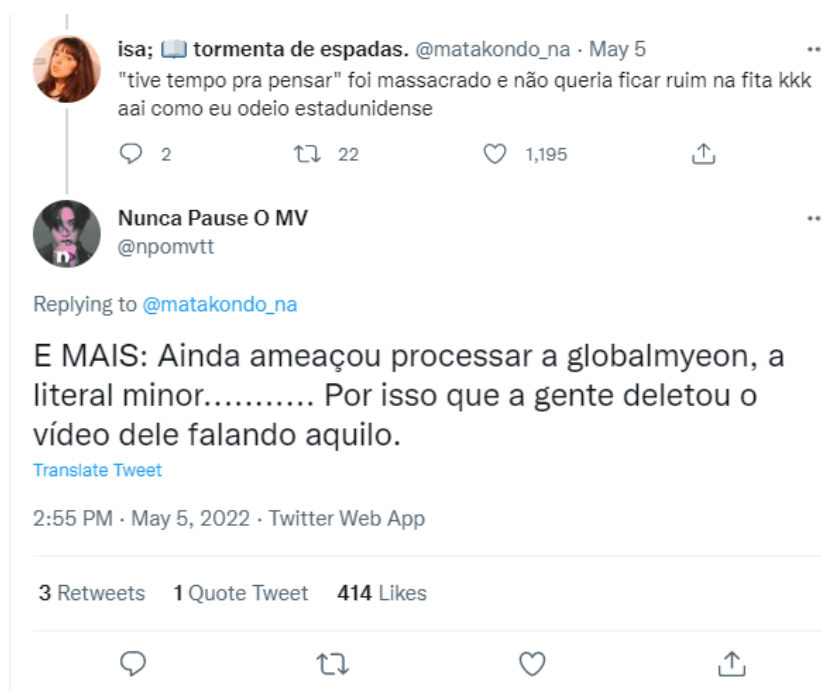 isa; 📖 tormenta de espadas. @matakondo_na · May 5
"tive tempo pra pensar" foi massacrado e não queria ficar ruim na fita kkk
aai como eu odeio estadunidense
2 22 1,195
Nunca Pause O MV
@npomvtt
Replying to @matakondo_na
E MAIS: Ainda ameaçou processar a globalmyeon, a
literal minor........... Por isso que a gente deletou o
vídeo dele falando aquilo.
Translate Tweet
2:55 PM · May 5, 2022 · Twitter Web App
3 Retweets 1 Quote Tweet 414 Likes